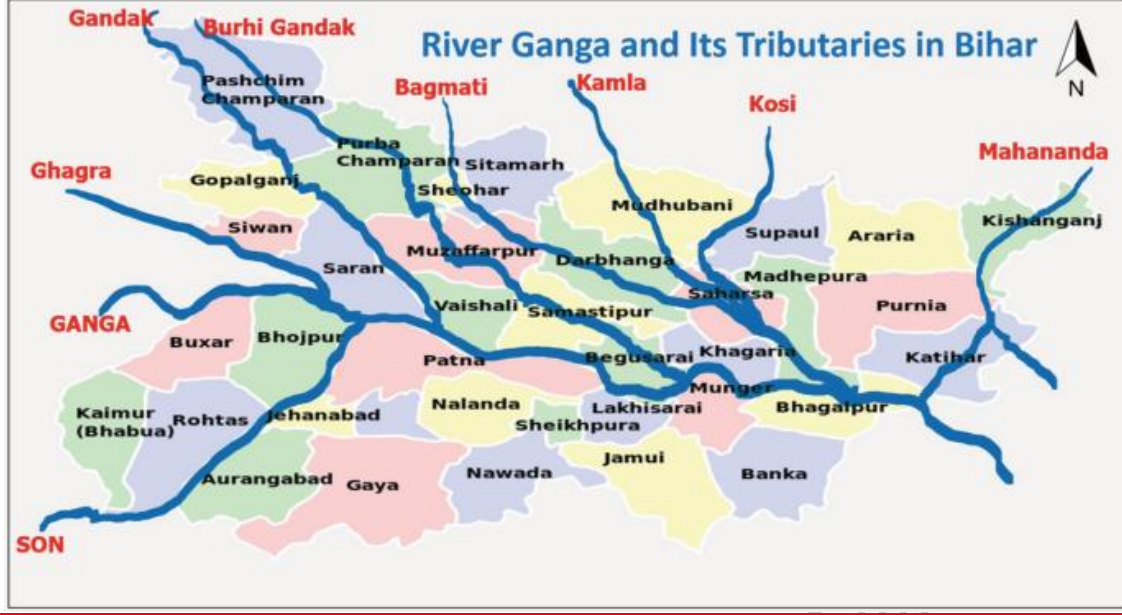 Gandak
Burhi Gandak
River Ganga and Its Tributaries in Bihar
N
Pashchim
Champaran
Bagmati
Kamla
Kosi
Mahananda
Purba
Champaran
Sitamarh
Ghagra
Gopalganj
Sheohar
Mudhubani
Kishanganj
Siwan
Supaul
Araria
Muzaffarpur
Darbhanga
Saran
Madhepura
Saharsa
Purnia
Vaishali
Samastipur
GANGA
Buxar
Bhojpur
Patna
Begusarai
Khagaria
Katihar
Munger
Kaimur
(Bhabua)
Rohtas
Jehanabad
Nalanda
Lakhisarai
Bhagalpur
Sheikhpura
Jamui
Aurangabad
Gaya
Nawada
Banka
SON